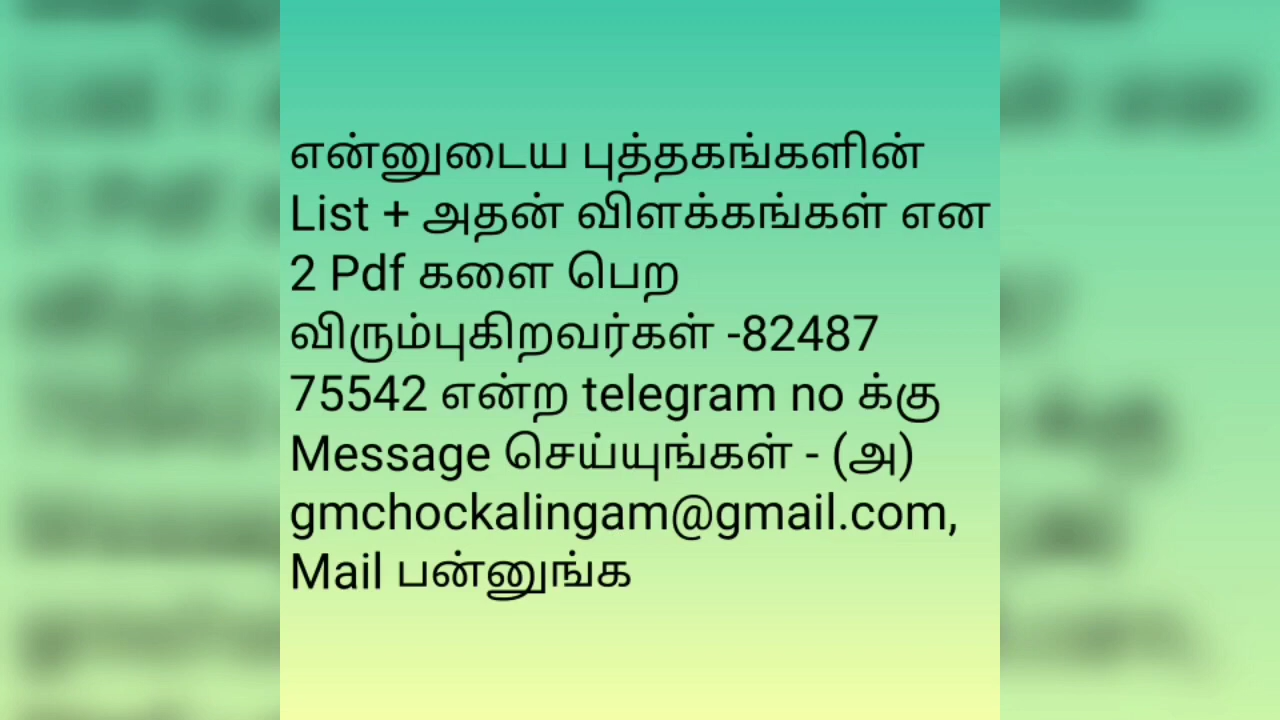 என்னுடைய புத்தகங்களின்
List + அதன் விளக்கங்கள் என
2 Pdf களை பெற
விரும்புகிறவர்கள் -82487
75542 என்ற telegram no க்கு
Message செய்யுங்கள் - (அ)
gmchockalingam@gmail.com,
Mail பன்னுங்க